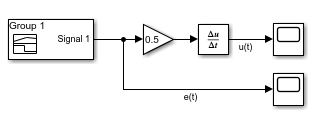 Group 1
Signal 1
0.5
Δu
Δt
u(t)
e(t)